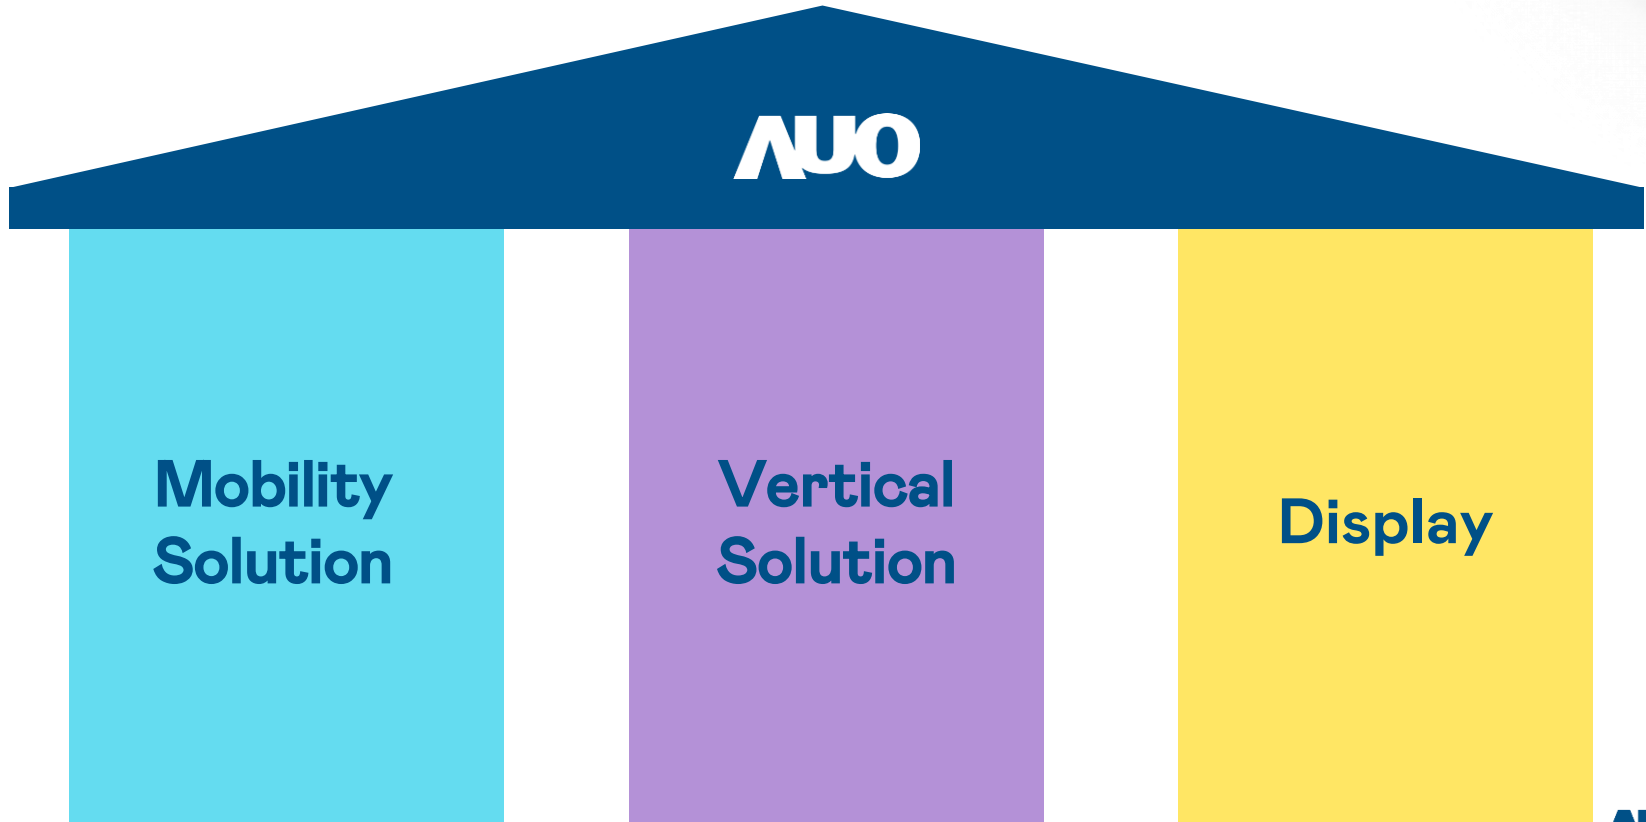 AUO
Mobility
Solution
Vertical
Solution
Display